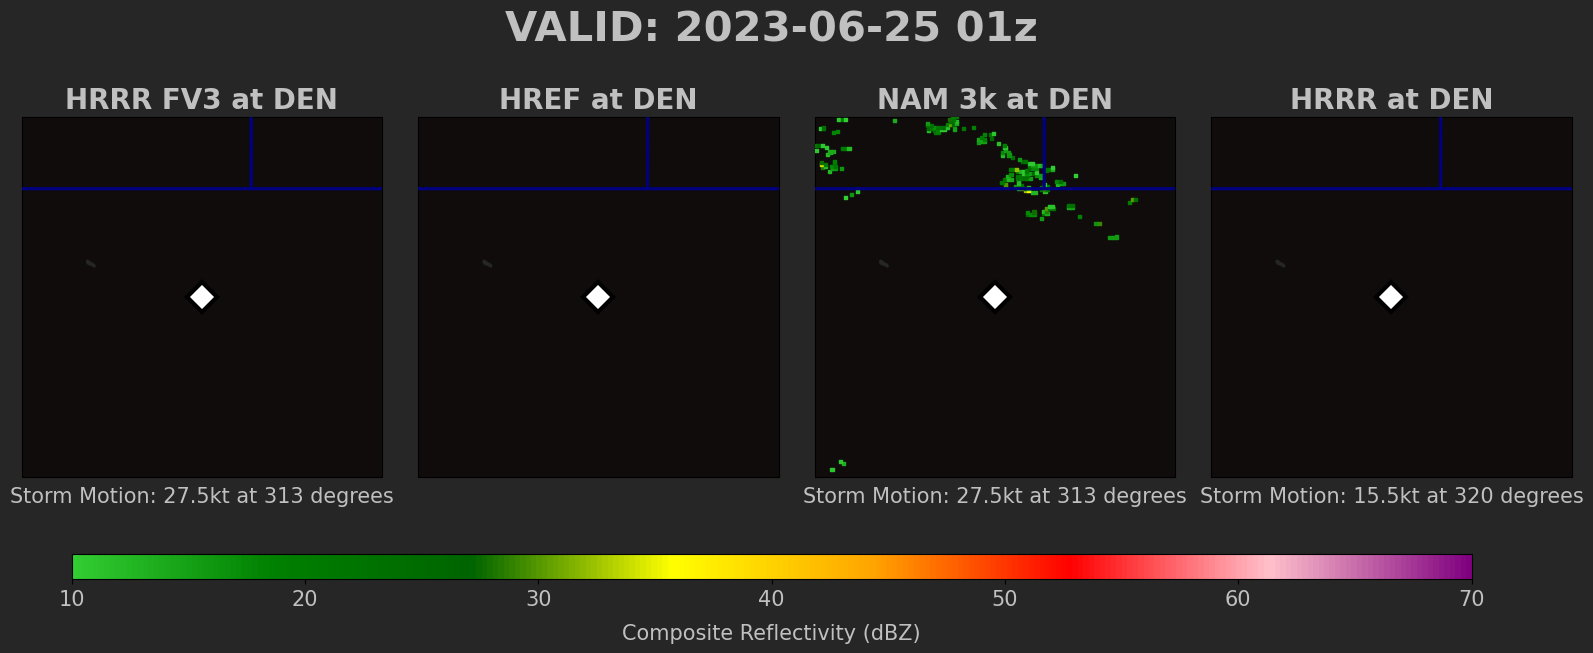 VALID: 2023-06-25 01z
HRRR FV3 at DEN
HREF at DEN
NAM 3k at DEN
HRRR at DEN
Storm Motion: 27.5kt at 313 degrees
Storm Motion: 27.5kt at 313 degrees
Storm Motion: 15.5kt at 320 degrees
10 20 30 40 50 60 70
Composite Reflectivity (dBZ)